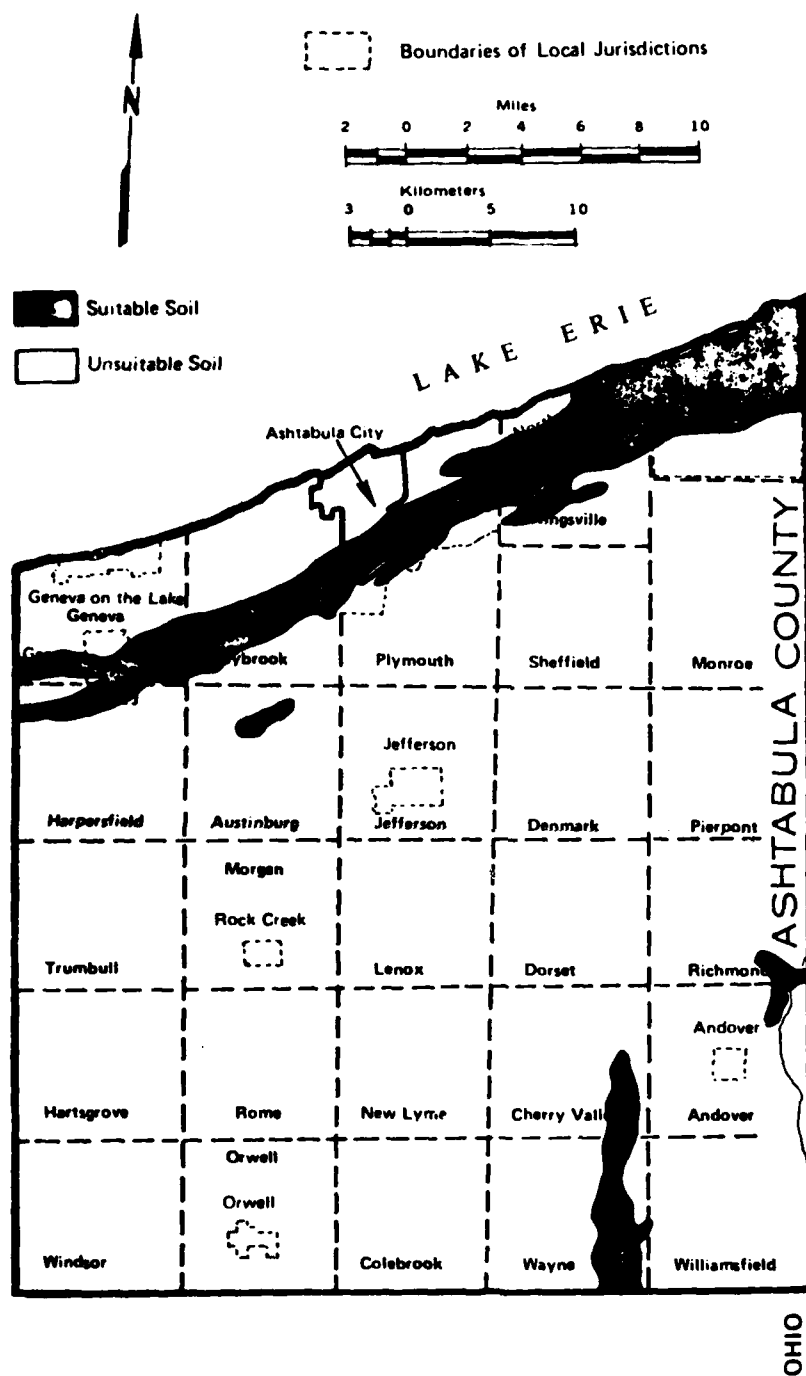 Boundaries of Local Jurisdictions
N
Miles
2 0 2 4 6 8 10
Kilometers
3 0 5 10
Suitable Soil
Unsuitable Soil
LAKE ERIE
Ashtabula City
Geneva on the Lake
Geneva
Plymouth
Sheffield
Monroe
Jefferson
Harpersfield
Austinburg
Jefferson
Denmark
Pierpont
Morgan
Rock Creek
Trumbull
Lenox
Dorset
Richmond
ASHTABULA COUNTY
Andover
Hartsgrove
Rome
New Lyme
Cherry Valle
Andover
Orwell
Orwell
Windsor
Colebrook
Wayne
Williamsfield
OHIO